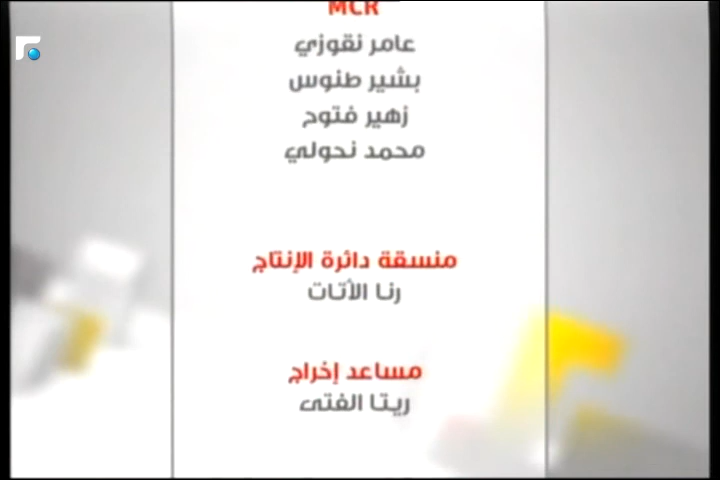 MCR
عامر نقوزي
بشير طنوس
زهير فتوح
محمد نحولي
منسقة دائرة الإنتاج
رنا الأتات
مساعد إخراج
ريتا الفتى